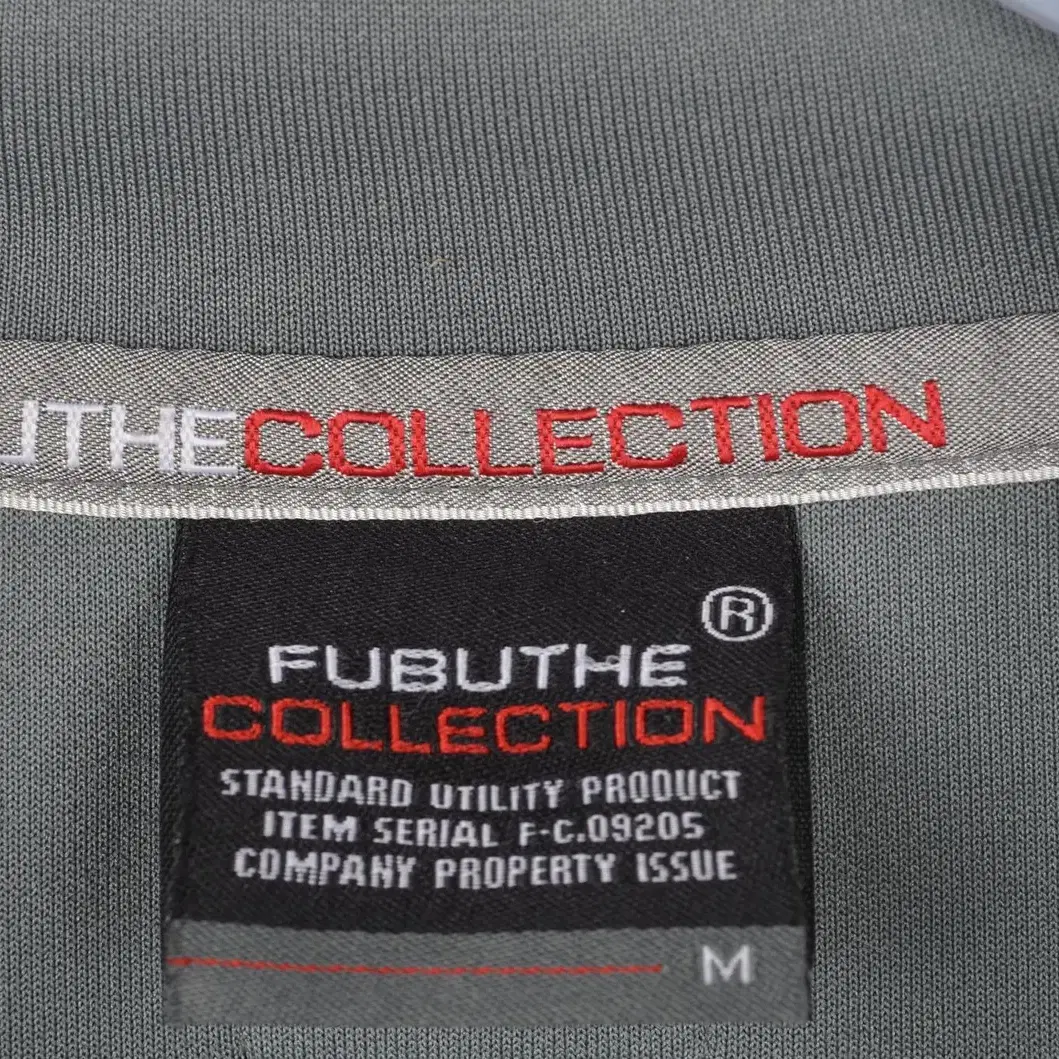 UTHECOLLECTION
®
FUBUTHE
COLLECTION
STANDARD UTILITY PRODUCT
ITEM SERIAL F-C.09205
COMPANY PROPERTY ISSUE
M